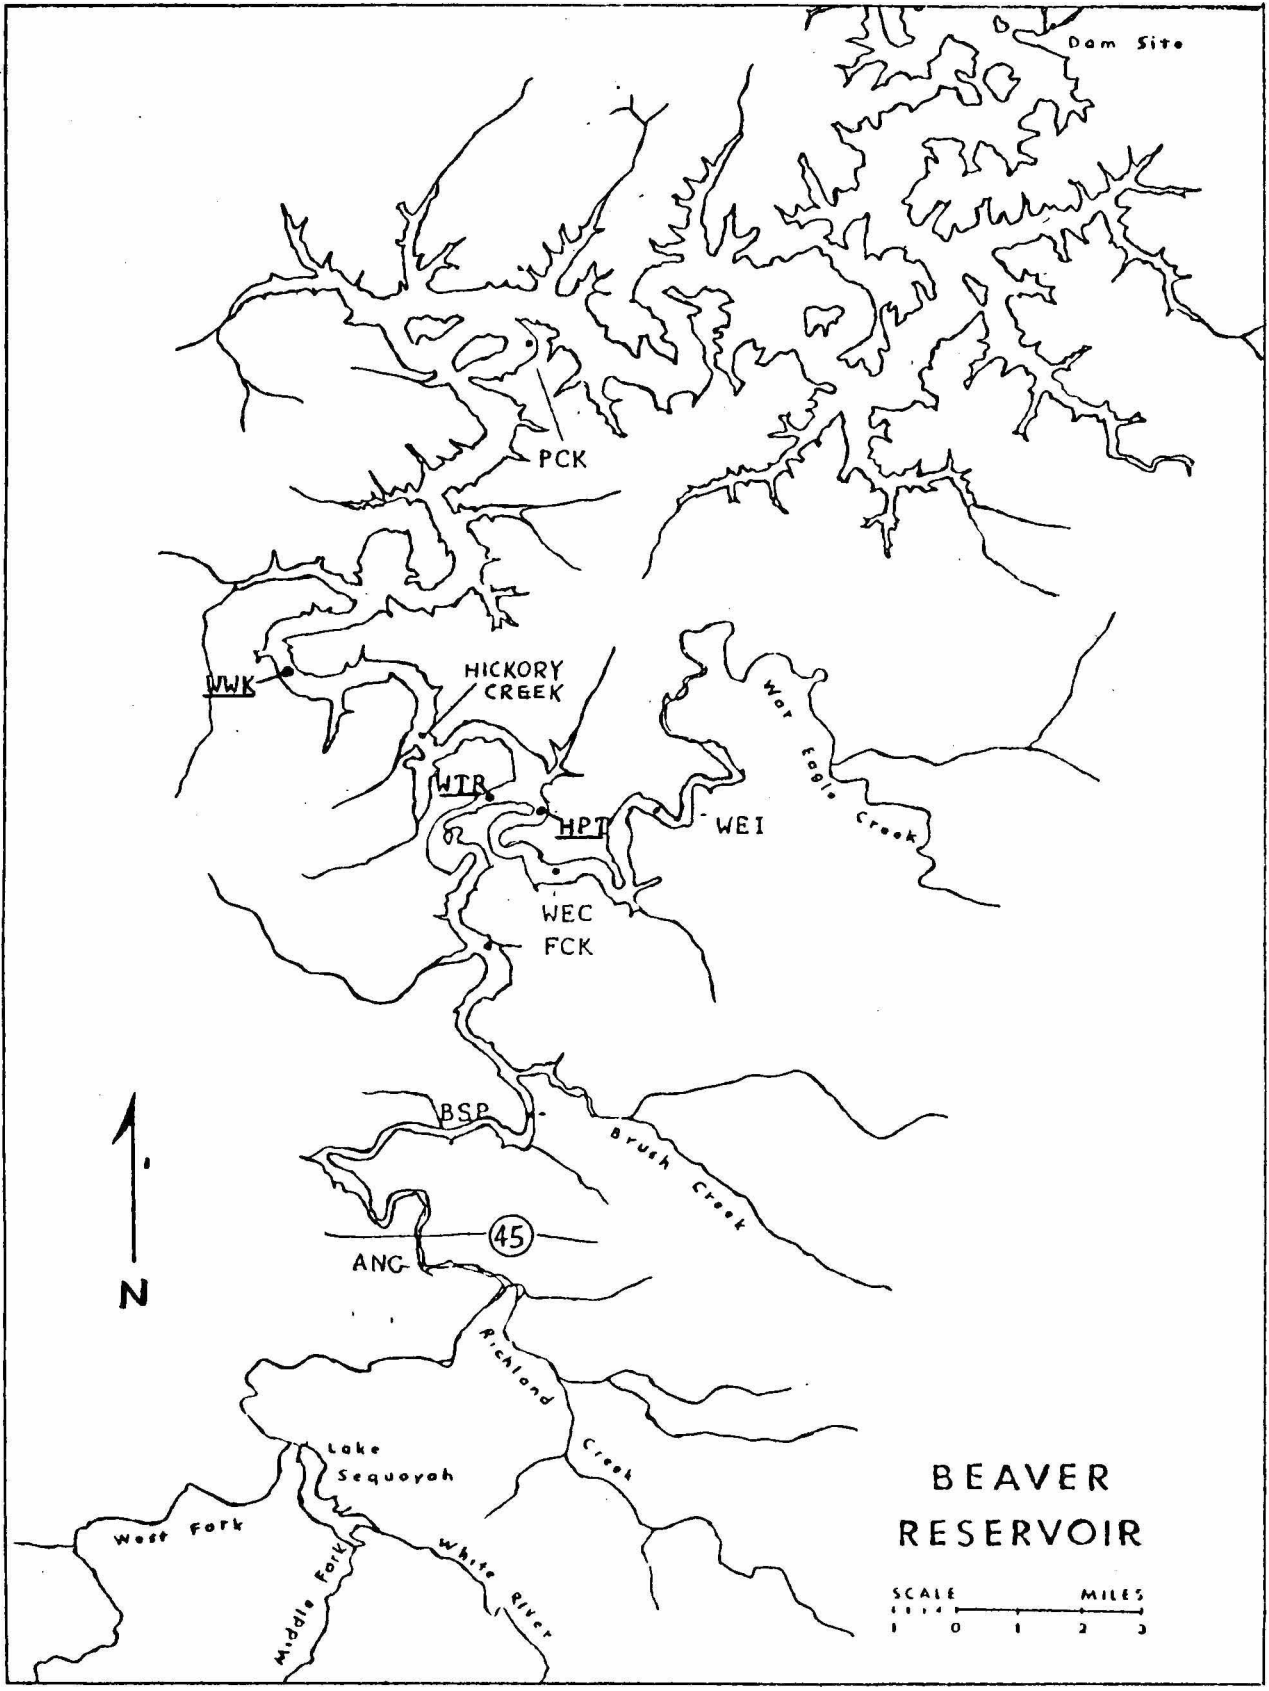 Dam Site
PCK
HICKORY
CREEK
WWK
WTR
HPT
WEI
War Eagle Creek
WEC
FCK
BSP
Brush Creek
45
ANG
N
Richland
Creek
Lake
Sequoyah
West Fork
Middle Fork
White River
BEAVER
RESERVOIR
SCALE MILES
1 0 1 2 3